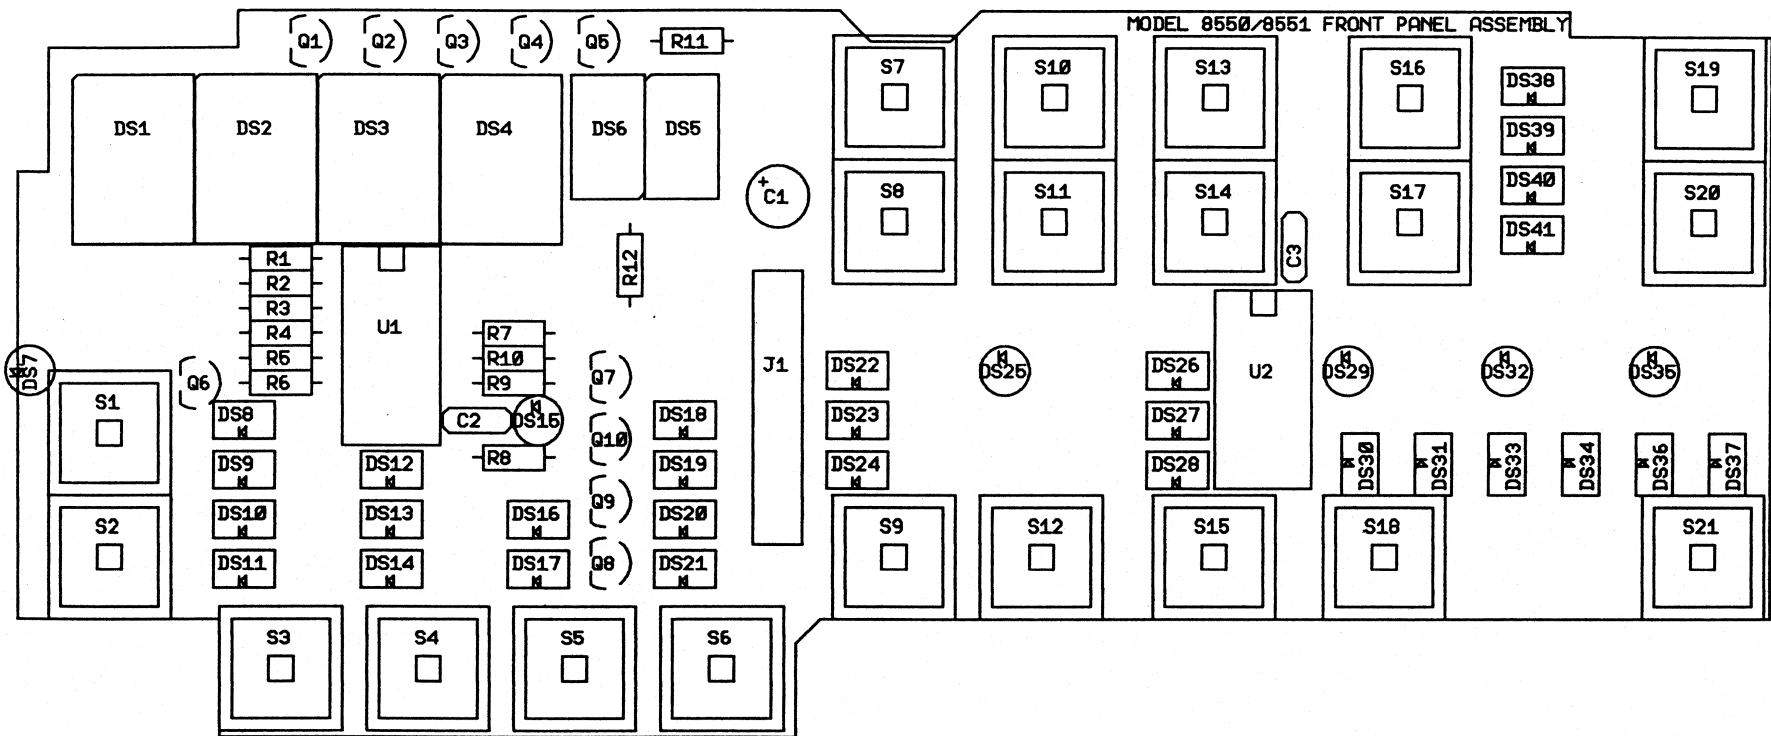 MODEL 8550/8551 FRONT PANEL ASSEMBLY
Q1 Q2 Q3 Q4 Q5 R11
S7 S10 S13 S16 DS38 S19
DS1 DS2 DS3 DS4 DS6 DS5
DS39
DS40
+
C1
S8 S11 S14 S17 S20
DS41
R1
R2
R3
R4
R5
R6
U1
R12
C3
R7
R10
R9
J1
DS7
Q6
Q7
DS22 DS25 DS26 U2 DS29 DS32 DS35
S1
DS8
C2
DS15
DS18
DS23
DS27
Q10
R8
DS9 DS12 DS19 DS24 DS28
DS30 DS31 DS33 DS34 DS36 DS37
Q9
S2 DS10 DS13 DS16 DS20 S9 S12 S15 S18 S21
DS11 DS14 DS17 Q8 DS21
S3 S4 S5 S6